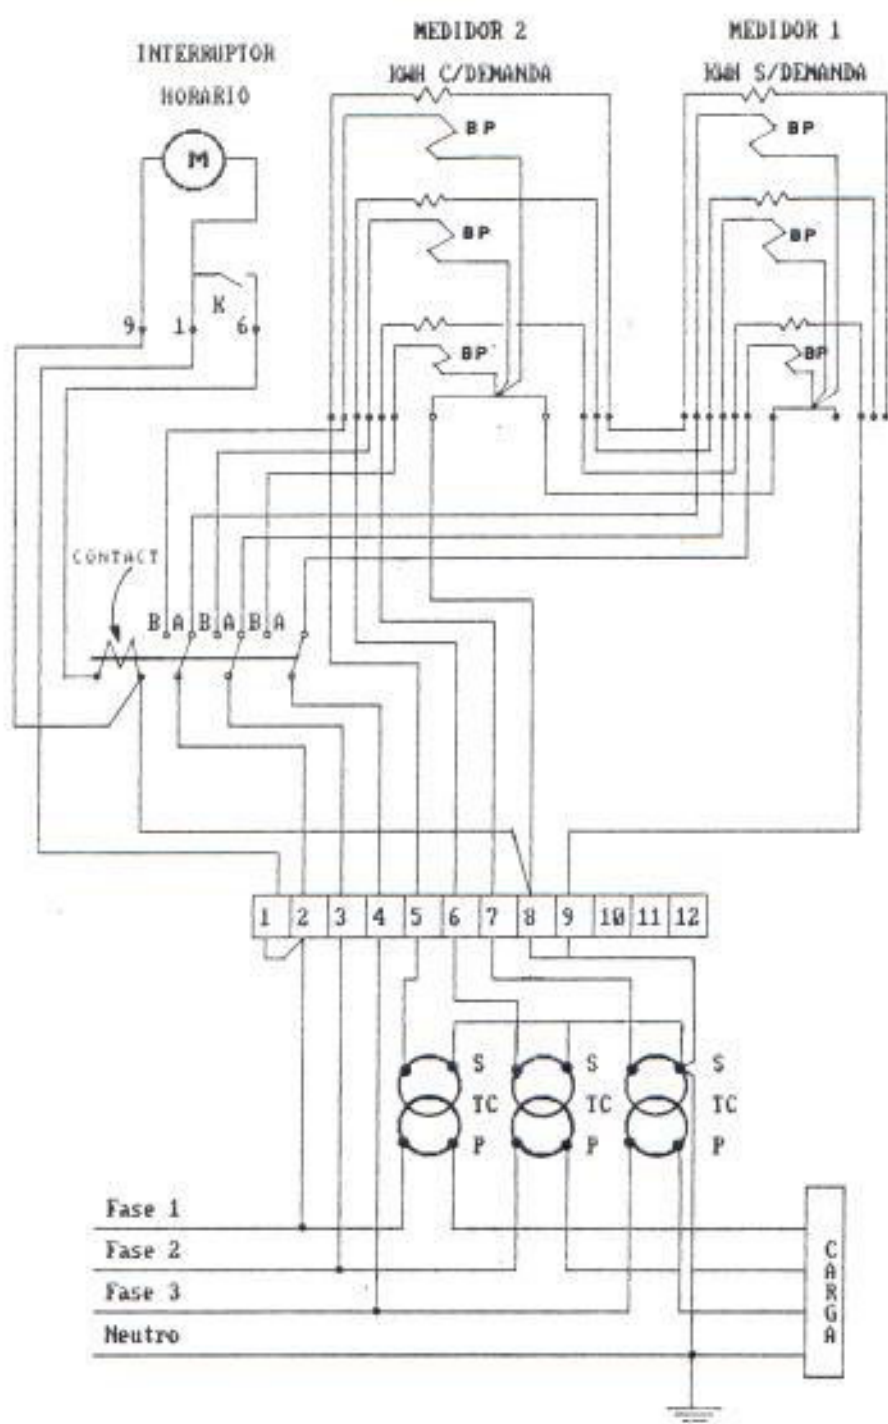 INTERRUPTOR
HORARIO
MEDIDOR 2
KWH C/DEMANDA
MEDIDOR 1
KWH S/DEMANDA
M
BP
BP
BP
BP
BP
BP
K
9 1 6
CONTACT
B A B A B A
1 2 3 4 5 6 7 8 9 10 11 12
S S S
TC TC TC
P P P
Fase 1
Fase 2
Fase 3
Neutro
CARGA